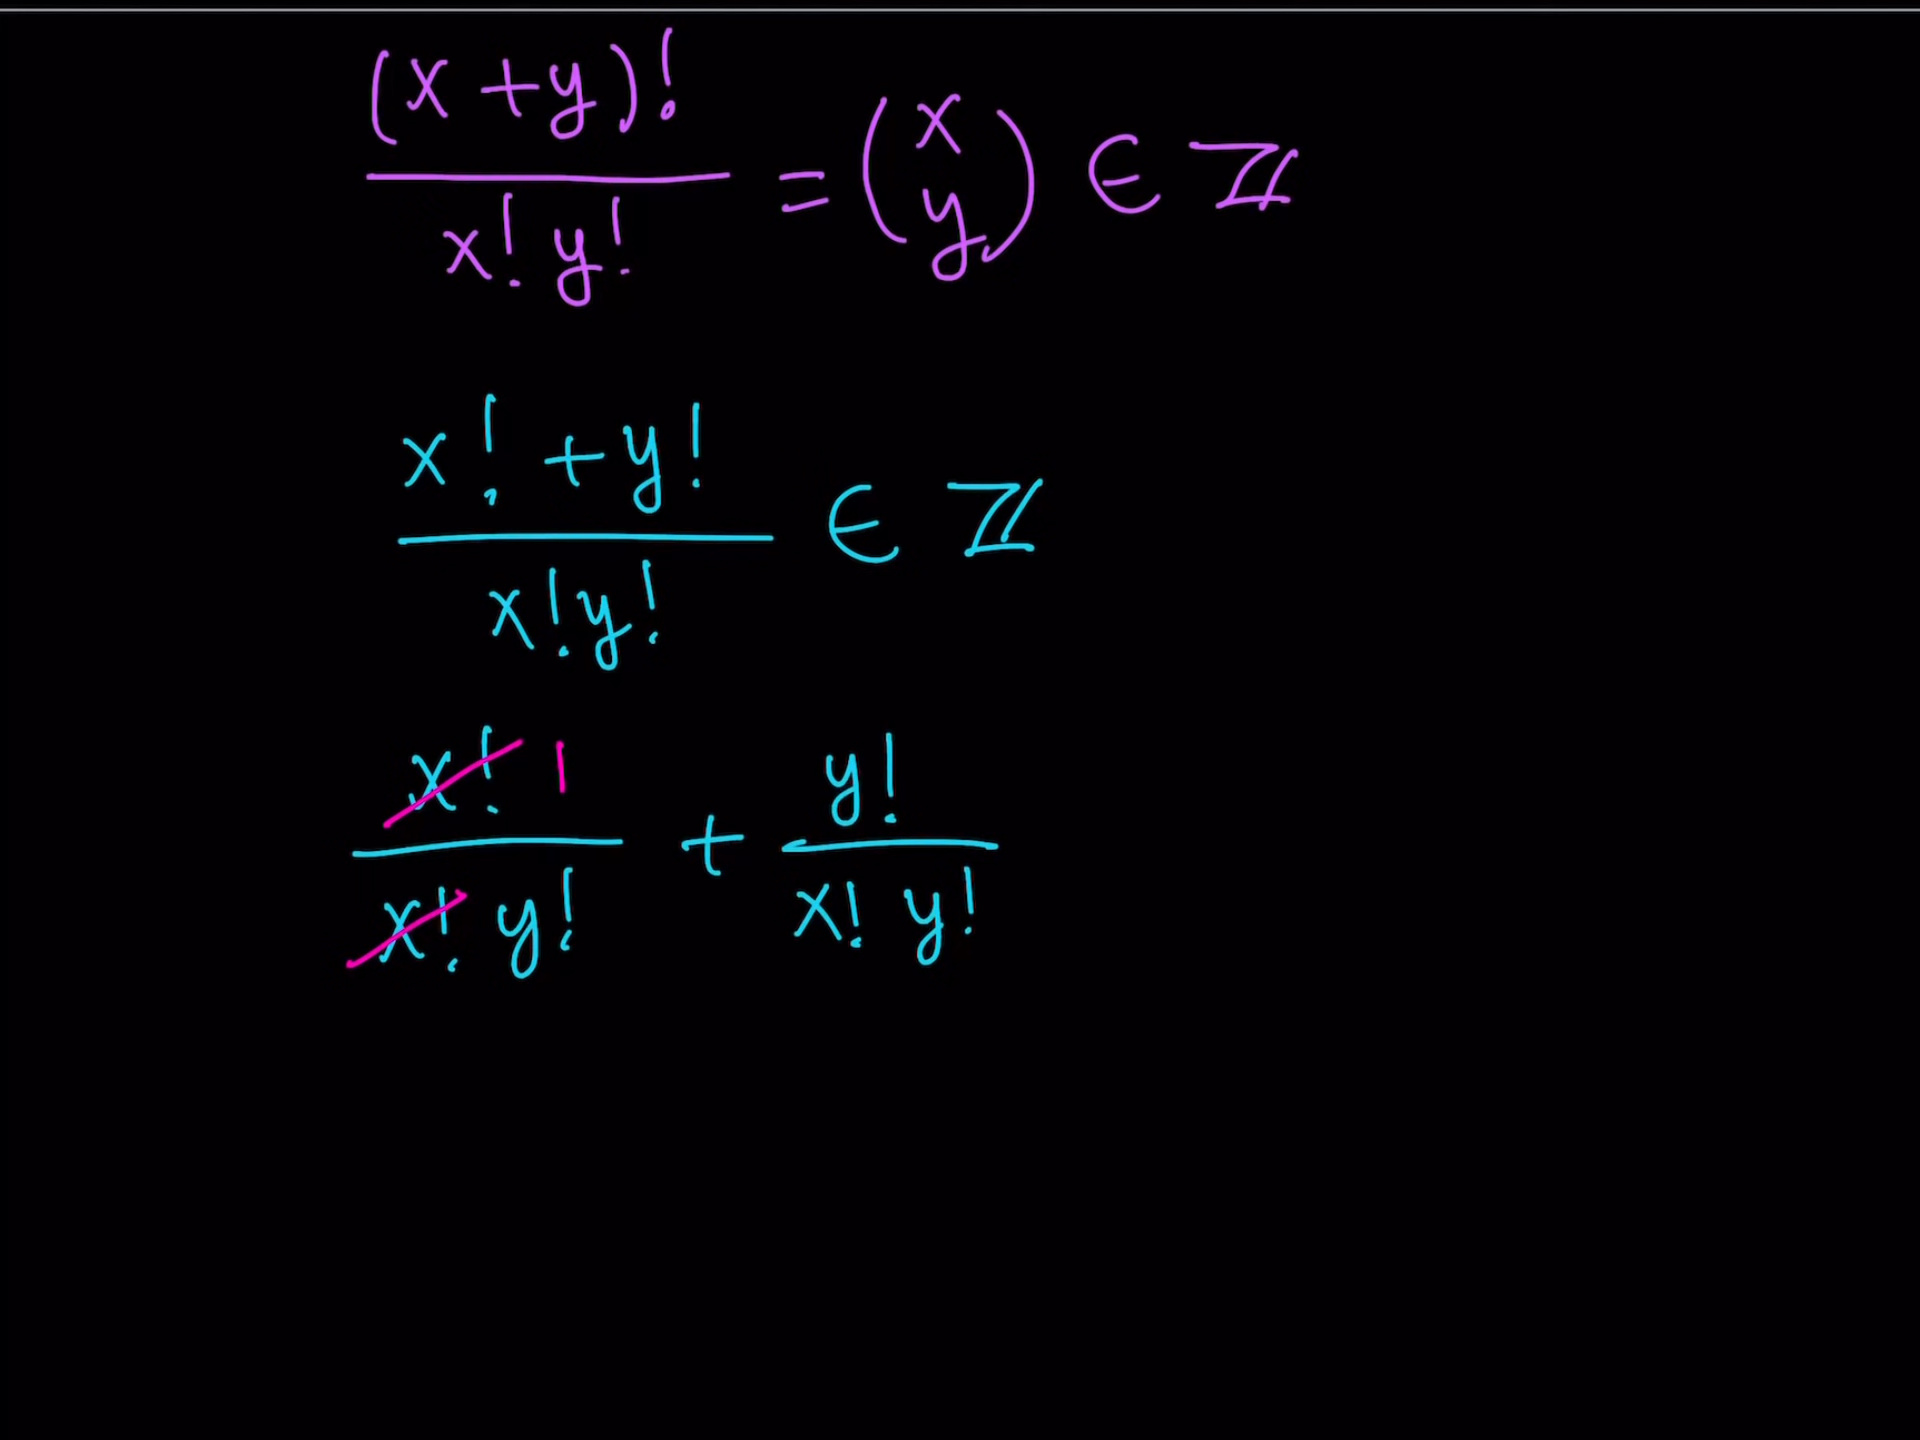 (x + y)! / x! y! = (x y) ∈ ℤ
x! + y! / x! y! ∈ ℤ
x! 1 / x! y! + y! / x! y!